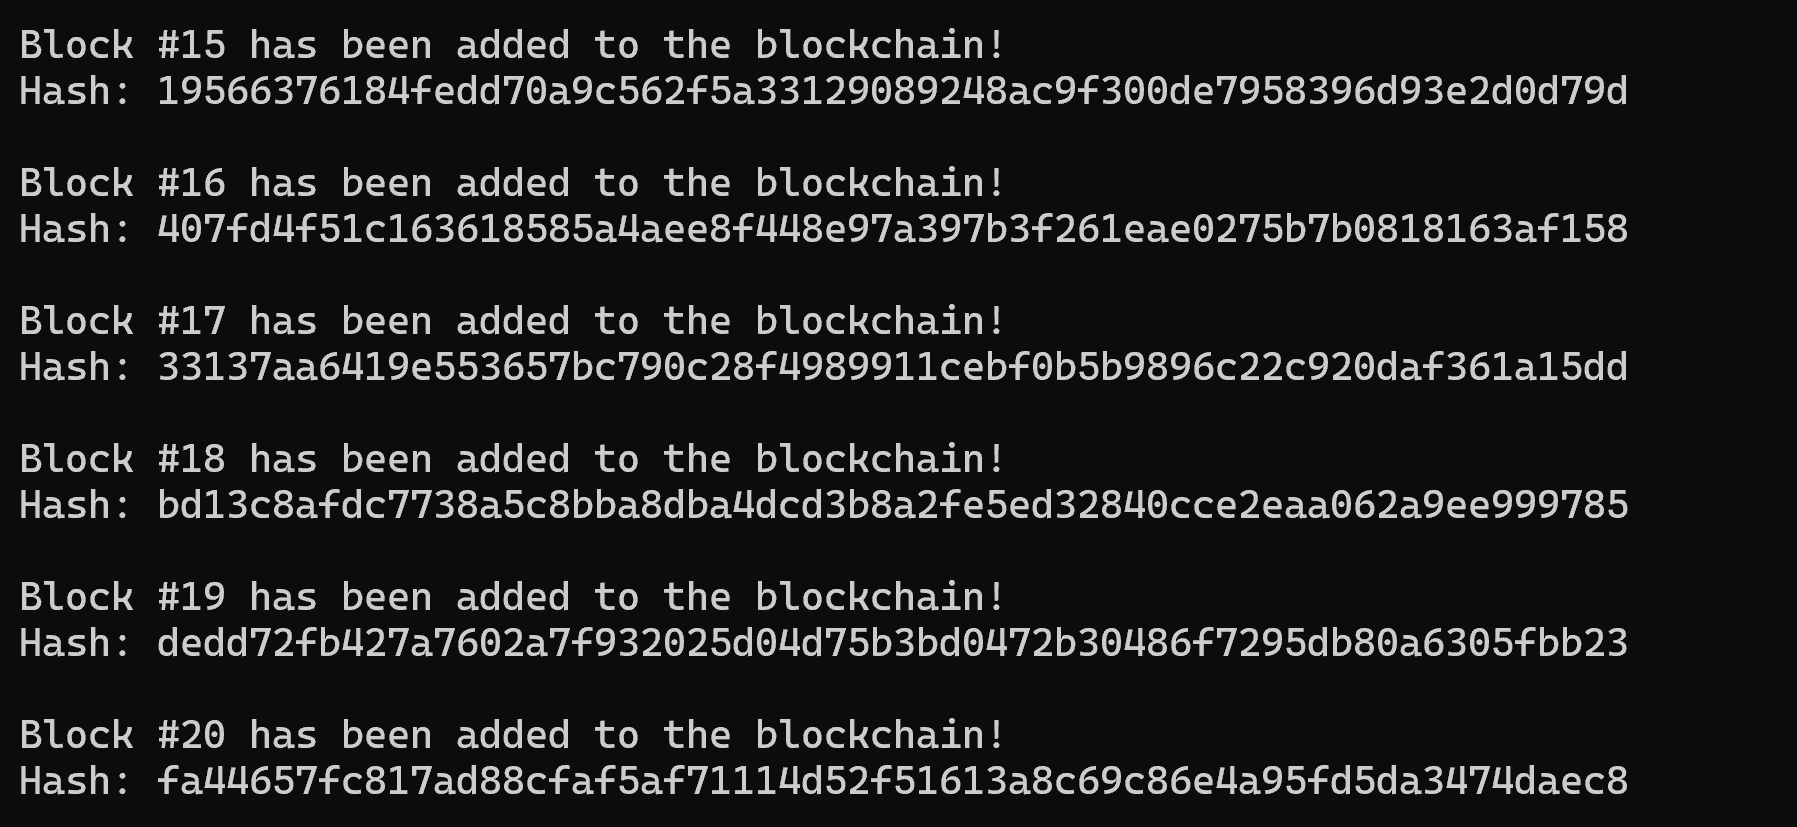 Block #15 has been added to the blockchain!
Hash: 19566376184fedd70a9c562f5a33129089248ac9f300de7958396d93e2d0d79d
Block #16 has been added to the blockchain!
Hash: 407fd4f51c163618585a4aee8f448e97a397b3f261eae0275b7b0818163af158
Block #17 has been added to the blockchain!
Hash: 33137aa6419e553657bc790c28f4989911cebf0b5b9896c22c920daf361a15dd
Block #18 has been added to the blockchain!
Hash: bd13c8afdc7738a5c8bba8dba4dcd3b8a2fe5ed32840cce2eaa062a9ee999785
Block #19 has been added to the blockchain!
Hash: dedd72fb427a7602a7f932025d04d75b3bd0472b30486f7295db80a6305fbb23
Block #20 has been added to the blockchain!
Hash: fa44657fc817ad88cfaf5af71114d52f51613a8c69c86e4a95fd5da3474daec8